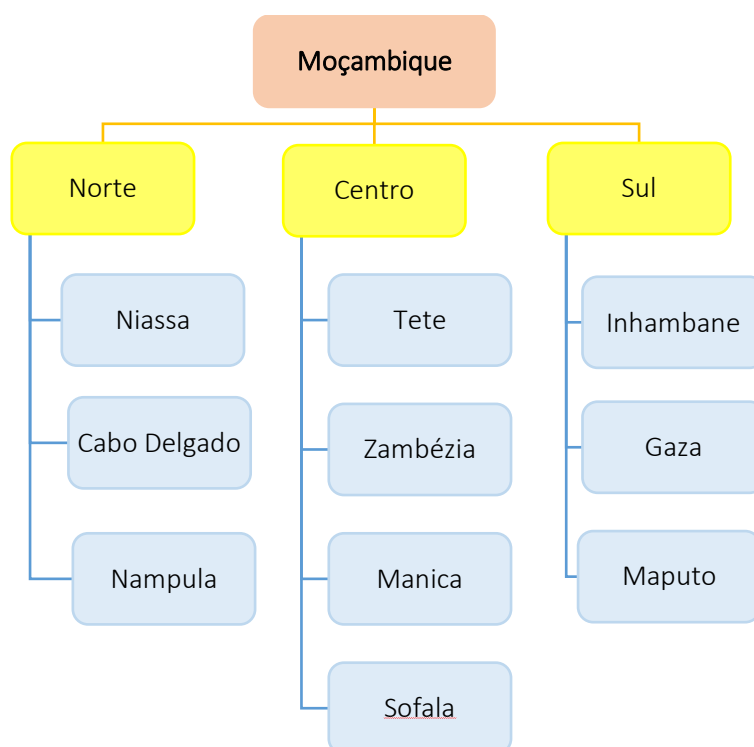 Moçambique
Norte
Centro
Sul
Niassa
Tete
Inhambane
Cabo Delgado
Zambézia
Gaza
Nampula
Manica
Maputo
Sofala